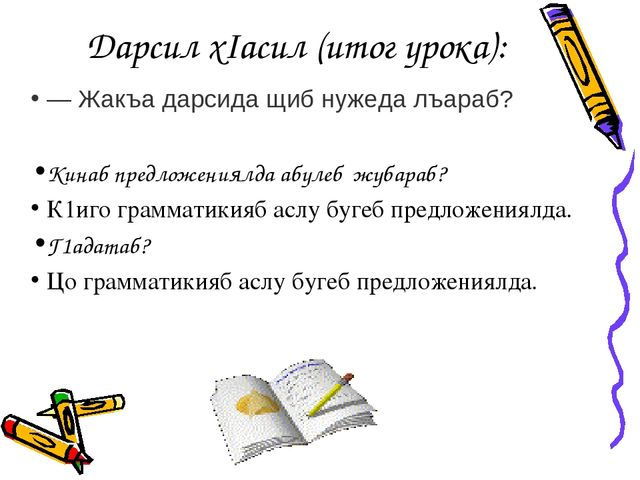 Дарсил хIасил (итог урока):
• — Жакъа дарсида щиб нужеда лъараб?
•Кинаб предложениялда абулеб жубараб?
• К1иго грамматикияб аслу бугеб предложениялда.
•Г1адатаб?
• Цо грамматикияб аслу бугеб предложениялда.